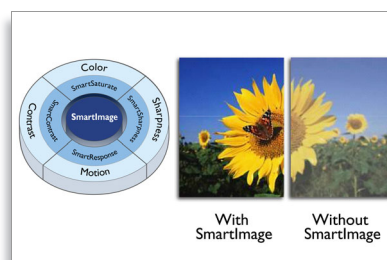 Color
SmartSaturate
Contrast
SmartContrast
SmartImage
SmartSharpness
Sharpness
SmartResponse
Motion
With
SmartImage
Without
SmartImage